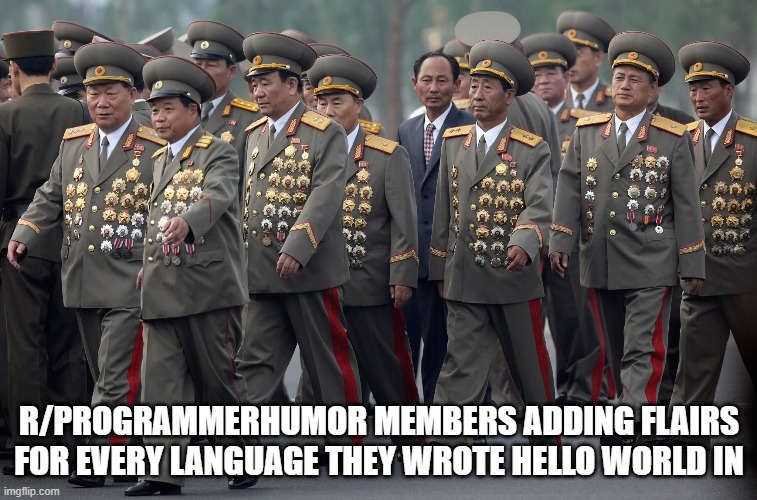 R/PROGRAMMERHUMOR MEMBERS ADDING FLAIRS
FOR EVERY LANGUAGE THEY WROTE HELLO WORLD IN
imgflip.com